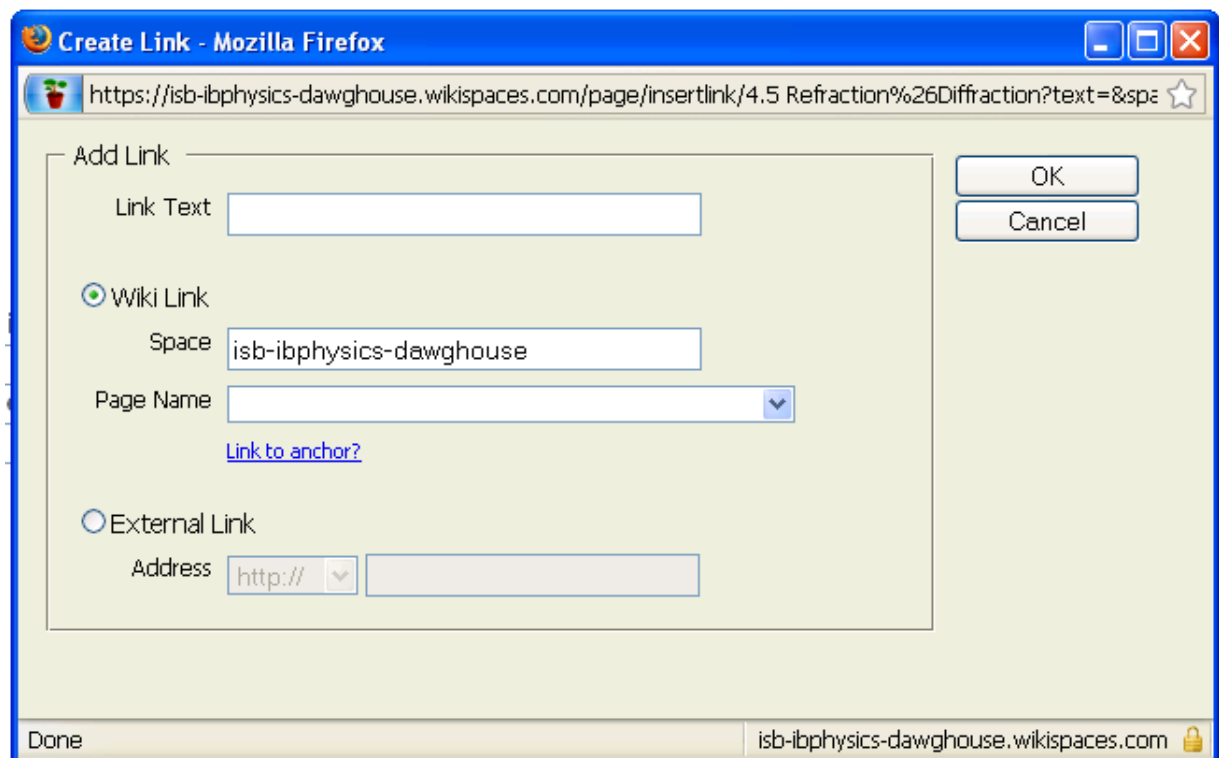 Create Link - Mozilla Firefox
https://isb-ibphysics-dawghouse.wikispaces.com/page/insertlink/4.5 Refraction%26Diffraction?text=&spa
Add Link
OK
Link Text
Cancel
Wiki Link
Space isb-ibphysics-dawghouse
Page Name
Link to anchor?
External Link
Address http://
Done isb-ibphysics-dawghouse.wikispaces.com